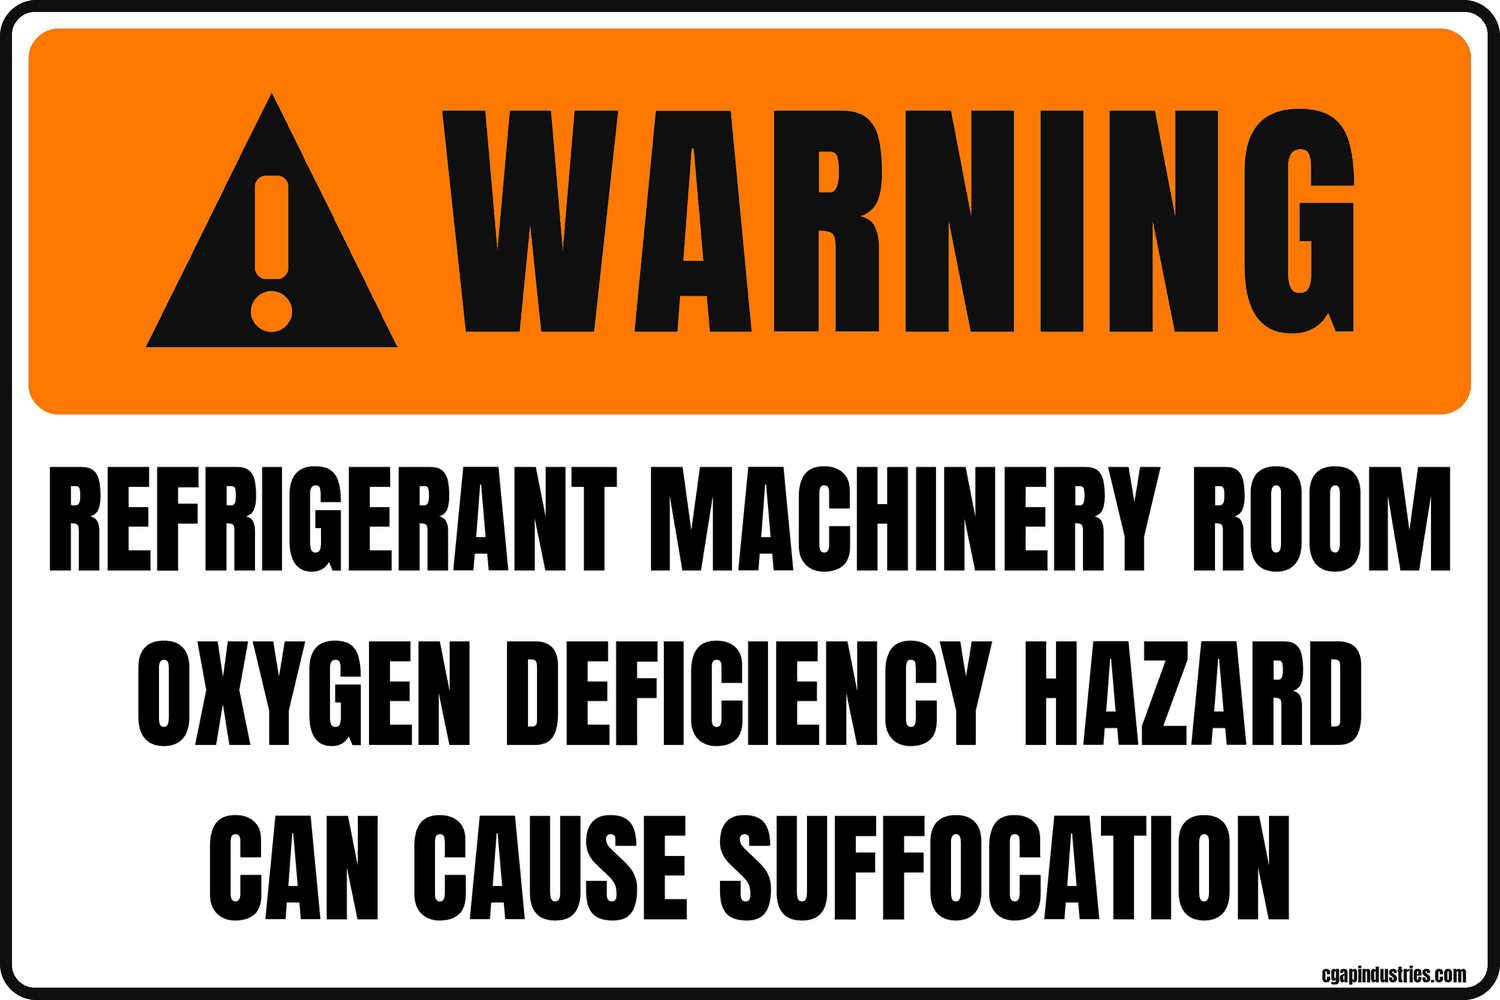 WARNING
REFRIGERANT MACHINERY ROOM
OXYGEN DEFICIENCY HAZARD
CAN CAUSE SUFFOCATION
cgapindustries.com